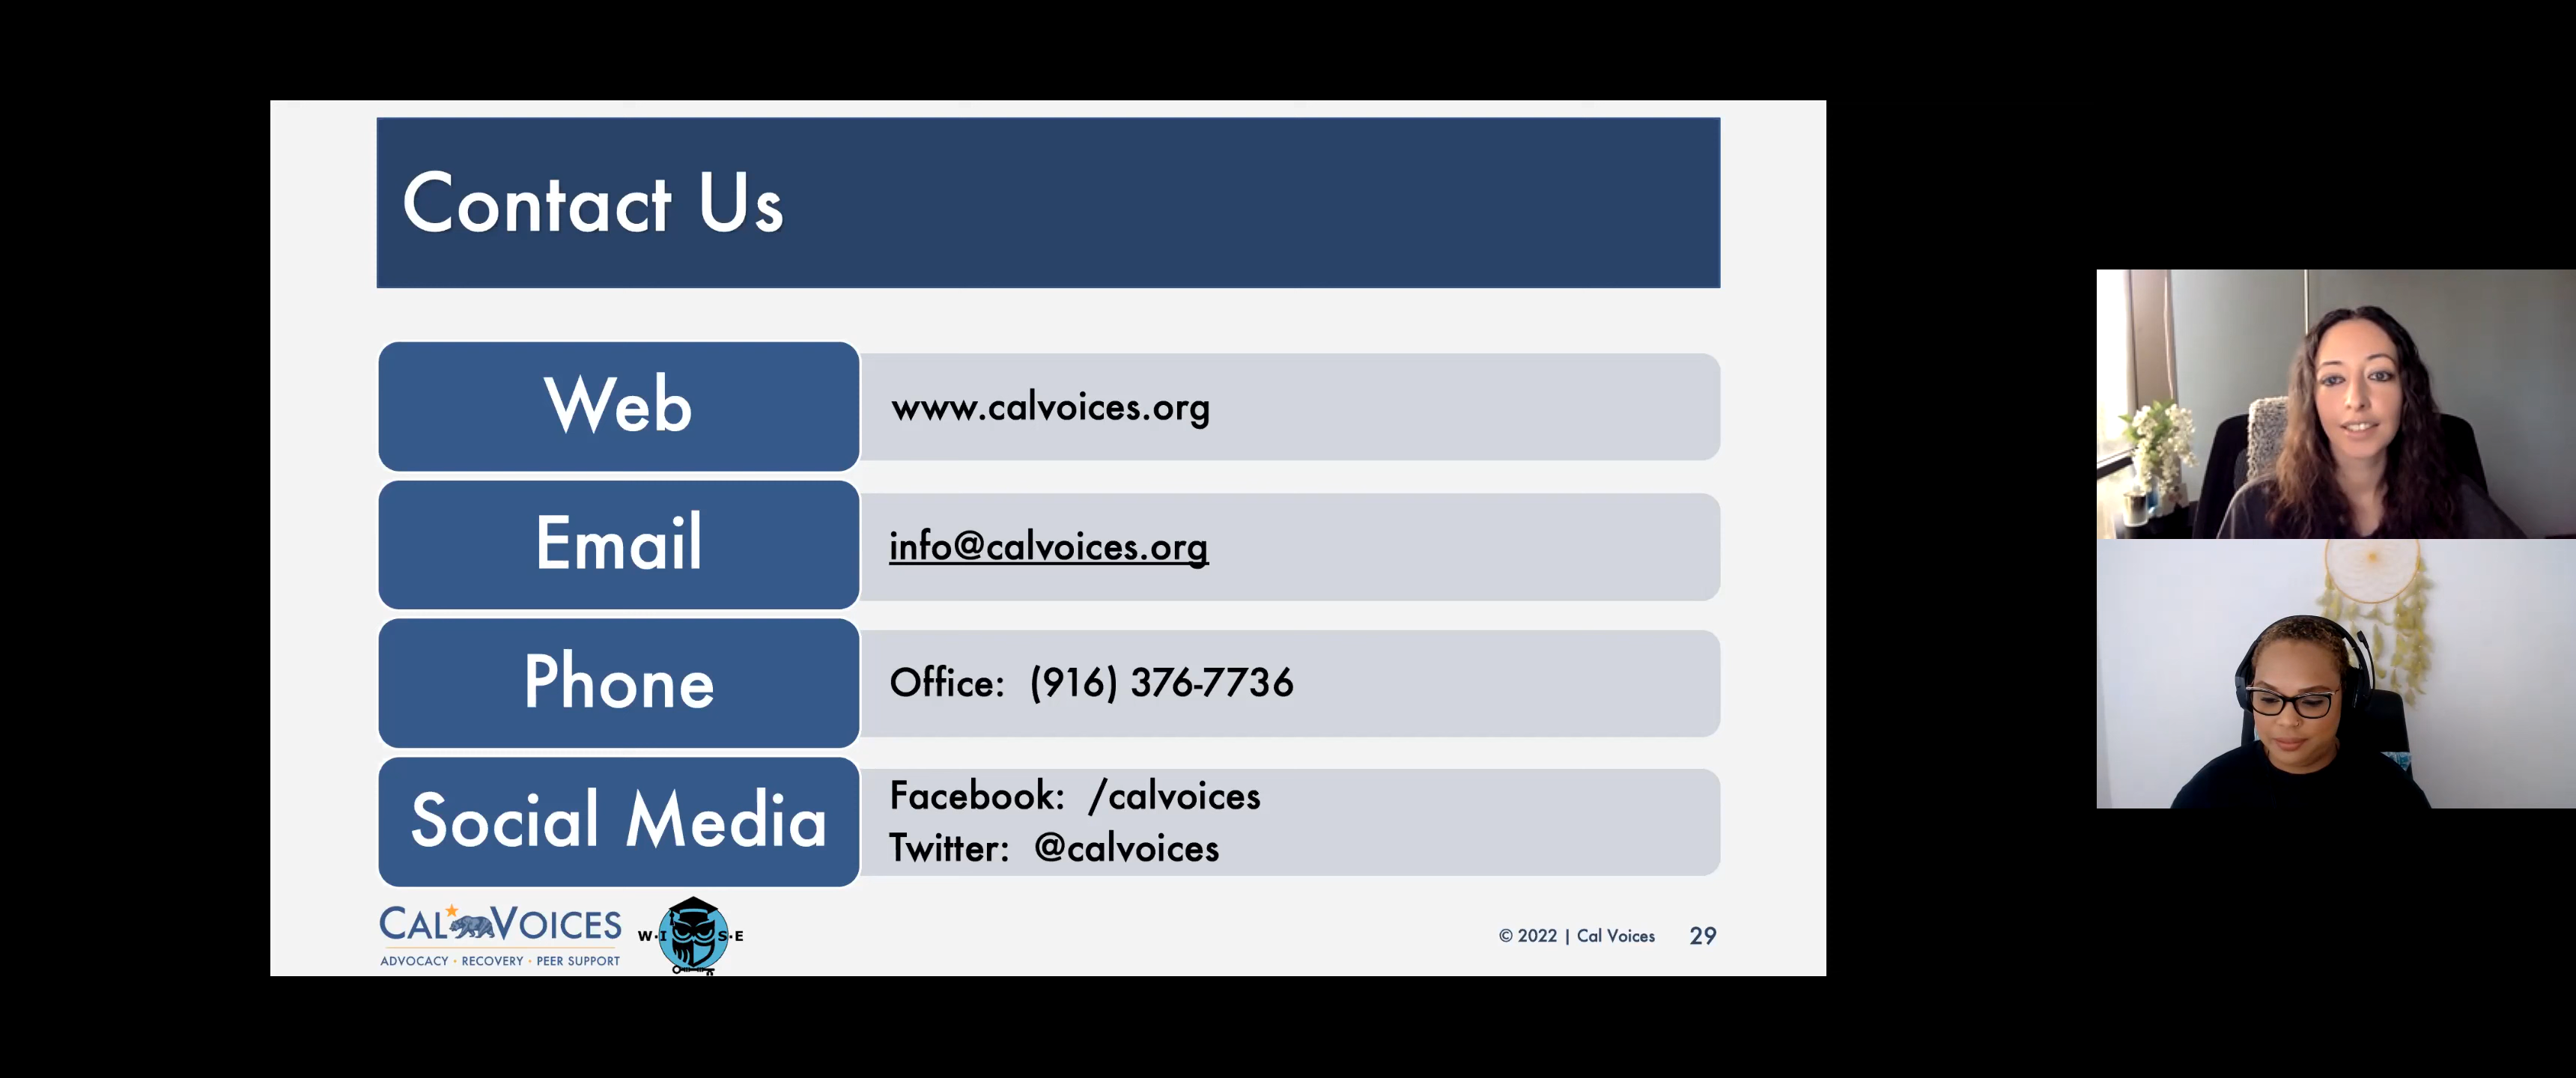 Contact Us
Web
www.calvoices.org
Email
info@calvoices.org
Phone
Office: (916) 376-7736
Social Media
Facebook: /calvoices
Twitter: @calvoices
CAL VOICES
ADVOCACY · RECOVERY · PEER SUPPORT
W·I S·E
© 2022 | Cal Voices 29